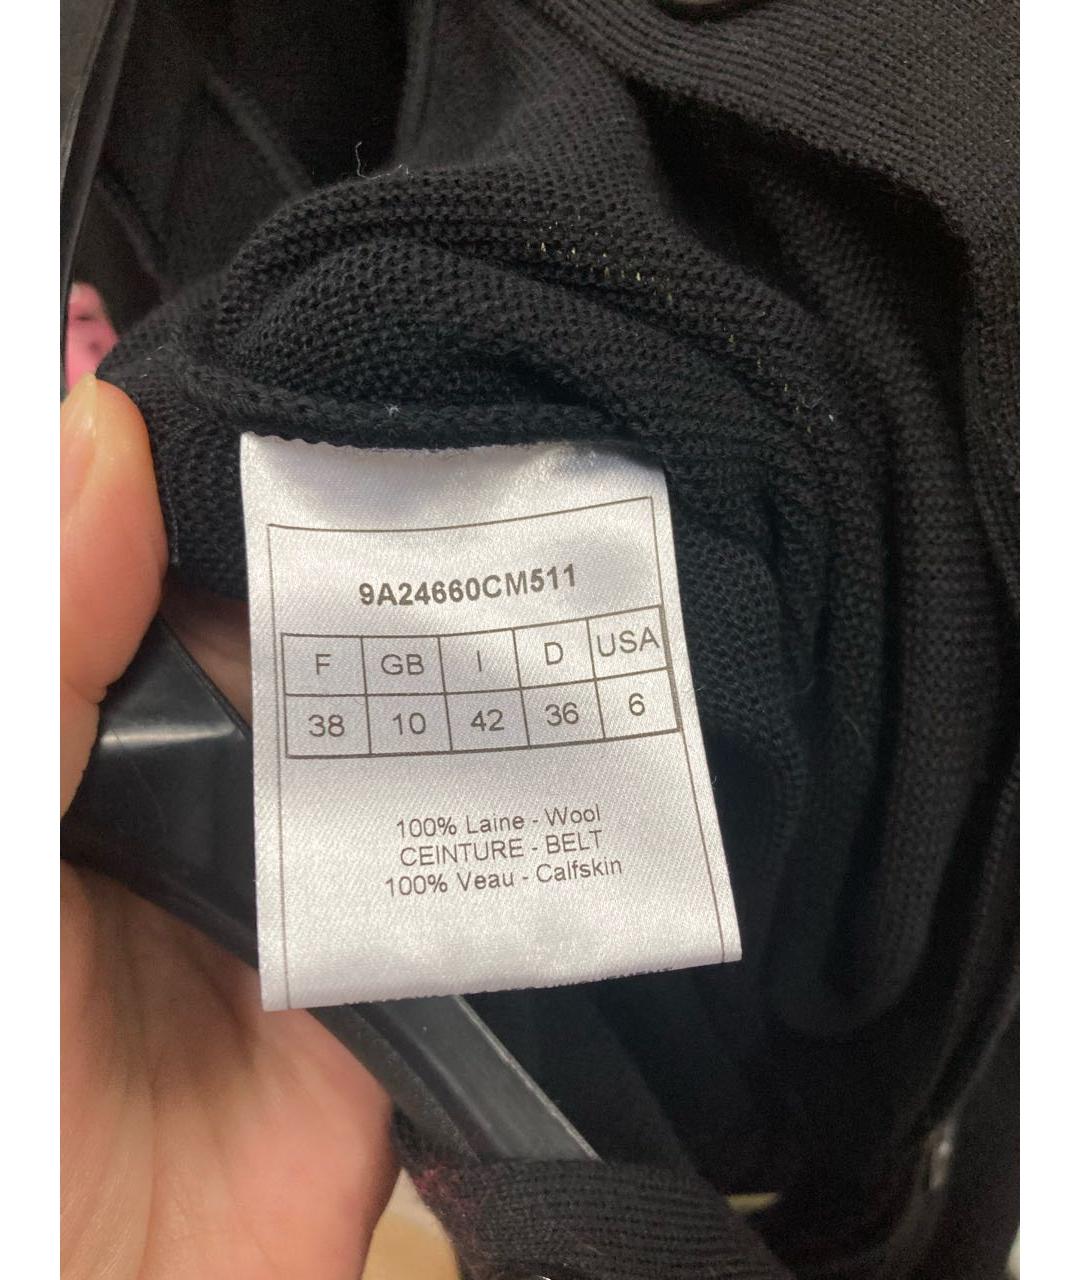 9A24660CM511
F GB I D USA
38 10 42 36 6
100% Laine - Wool
CEINTURE - BELT
100% Veau - Calfskin